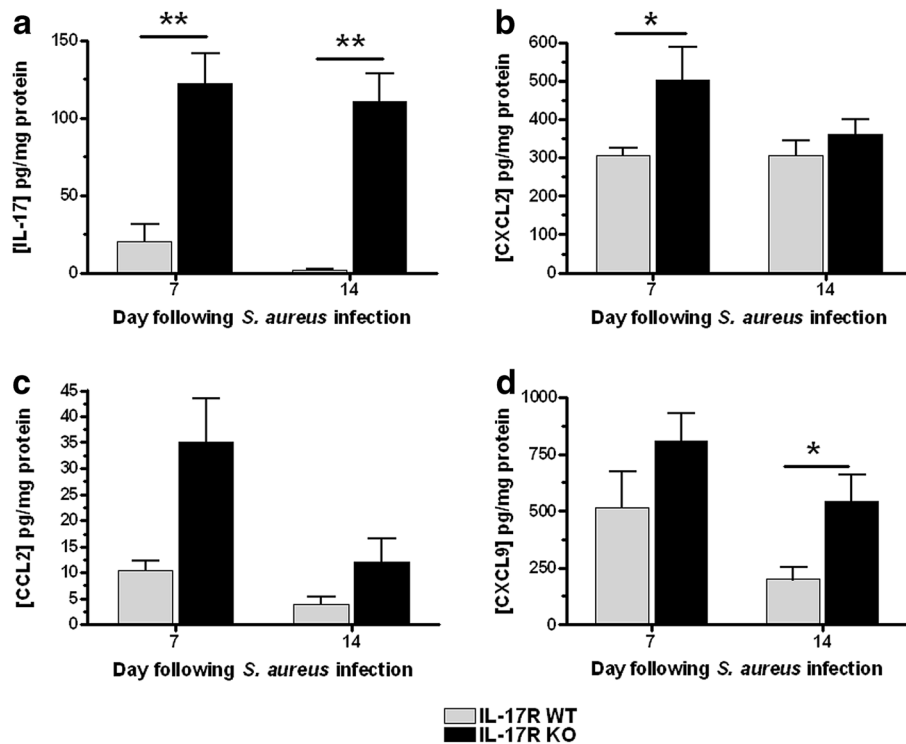 a
**
**
150
100
50
0
[IL-17] pg/mg protein
7
14
Day following S. aureus infection
b
*
600
500
400
300
200
100
0
[CXCL2] pg/mg protein
7
14
Day following S. aureus infection
c
45
40
35
30
25
20
15
10
5
0
[CCL2] pg/mg protein
7
14
Day following S. aureus infection
d
*
1000
750
500
250
0
[CXCL9] pg/mg protein
7
14
Day following S. aureus infection
IL-17R WT
IL-17R KO